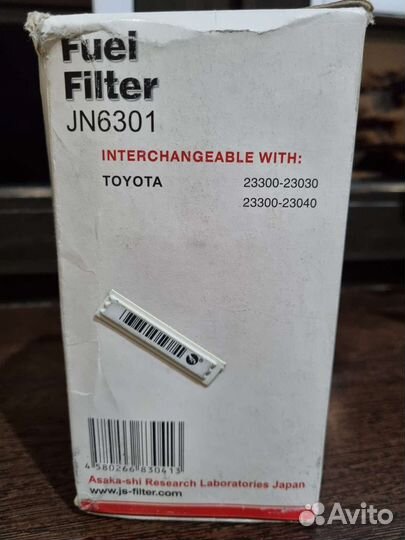 Fuel
Filter
JN6301
INTERCHANGEABLE WITH:
TOYOTA 23300-23030
23300-23040
4 580266 830413
Asaka-shi Research Laboratories Japan
www.js-filter.com
Avito